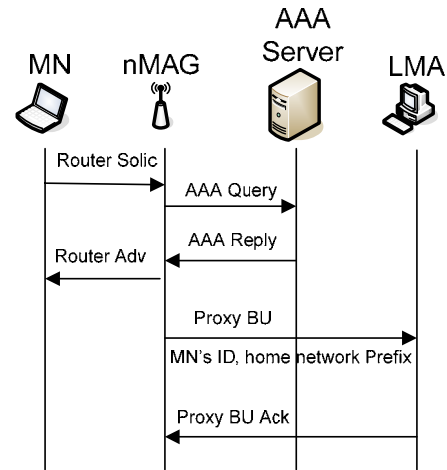 AAA
Server
MN
nMAG
LMA
Router Solic
AAA Query
AAA Reply
Router Adv
Proxy BU
MN's ID, home network Prefix
Proxy BU Ack